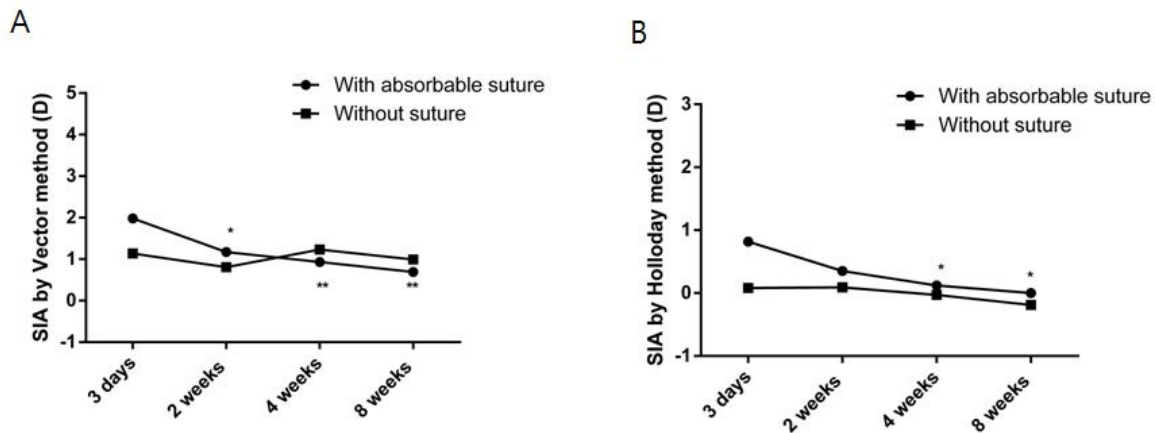 A
SIA by Vector method (D)
With absorbable suture
Without suture
5
4
3
2
1
0
-1
*
**
**
3 days
2 weeks
4 weeks
8 weeks
B
SIA by Holloday method (D)
With absorbable suture
Without suture
3
2
1
0
-1
*
*
3 days
2 weeks
4 weeks
8 weeks